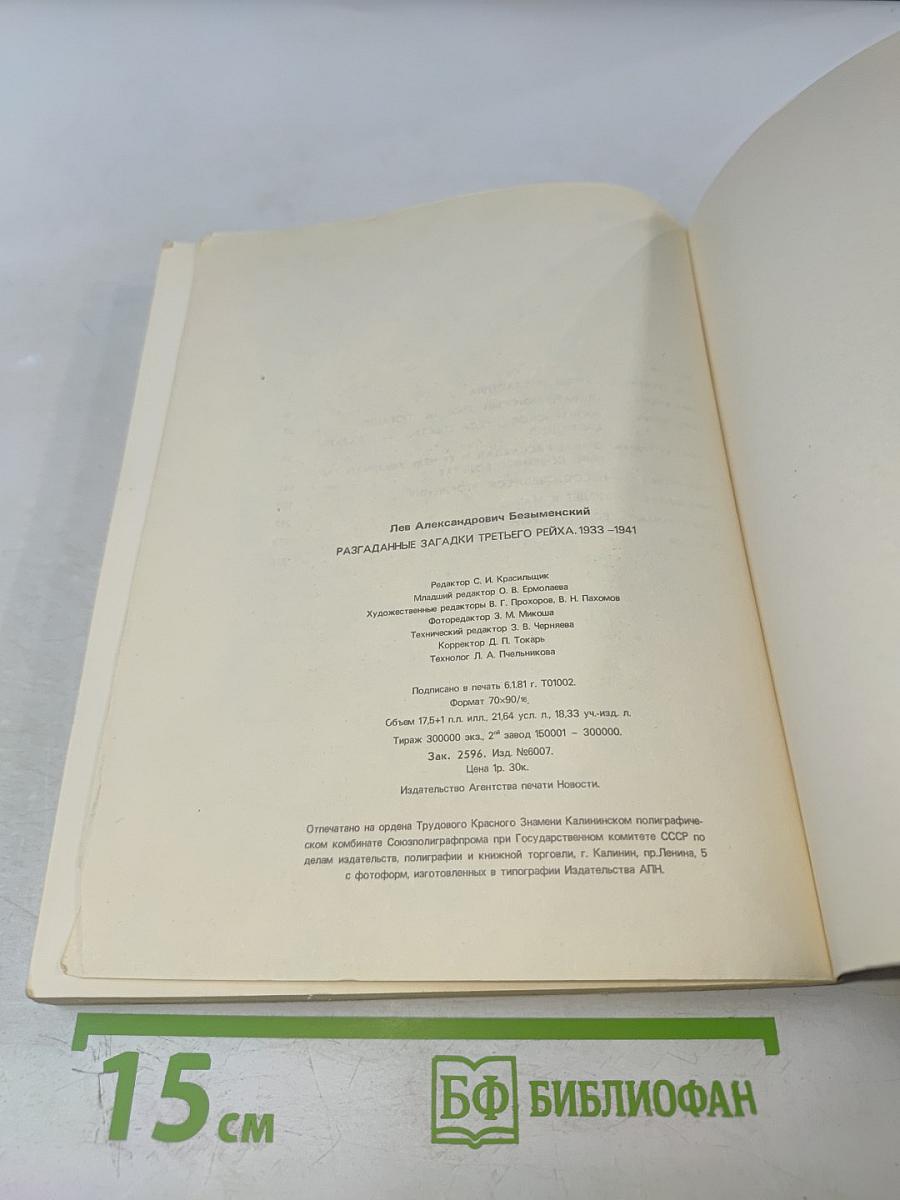 Лев Александрович Безыменский
РАЗГАДАННЫЕ ЗАГАДКИ ТРЕТЬЕГО РЕЙХА. 1933 –1941
Редактор С. И. Красильщик
Младший редактор О. В. Ермолаева
Художественные редакторы В. Г. Прохоров, В. Н. Пахомов
Фоторедактор З. М. Микоша
Технический редактор З. В. Черняева
Корректор Д. П. Токарь
Технолог Л. А. Пчельникова
Подписано в печать 6.1.81 г. Т01002.
Формат 70×90/16.
Объем 17,5+1 п.л. илл., 21,64 усл. л., 18,33 уч.-изд. л.
Тираж 300000 экз., 2ой завод 150001 – 300000.
Зак. 2596. Изд. №6007.
Цена 1р. 30к.
Издательство Агентства печати Новости.
Отпечатано на ордена Трудового Красного Знамени Калининском полиграфиче-
ском комбинате Союзполиграфпрома при Государственном комитете СССР по
делам издательств, полиграфии и книжной торговли, г. Калинин, пр.Ленина, 5
с фотоформ, изготовленных в типографии Издательства АПН.
15 см
БФ БИБЛИОФАН